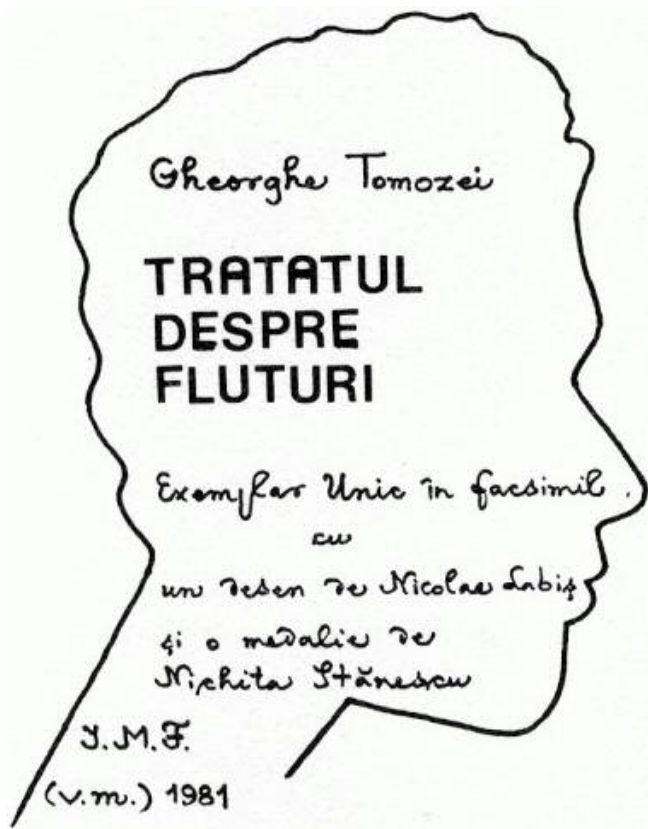 Gheorghe Tomozei
TRATATUL
DESPRE
FLUTURI
Exemplar Unic în facsimil
cu
un desen de Nicolae Labiş
şi o medalie de
Nichita Stănescu
I.M.F.
(v.m.) 1981